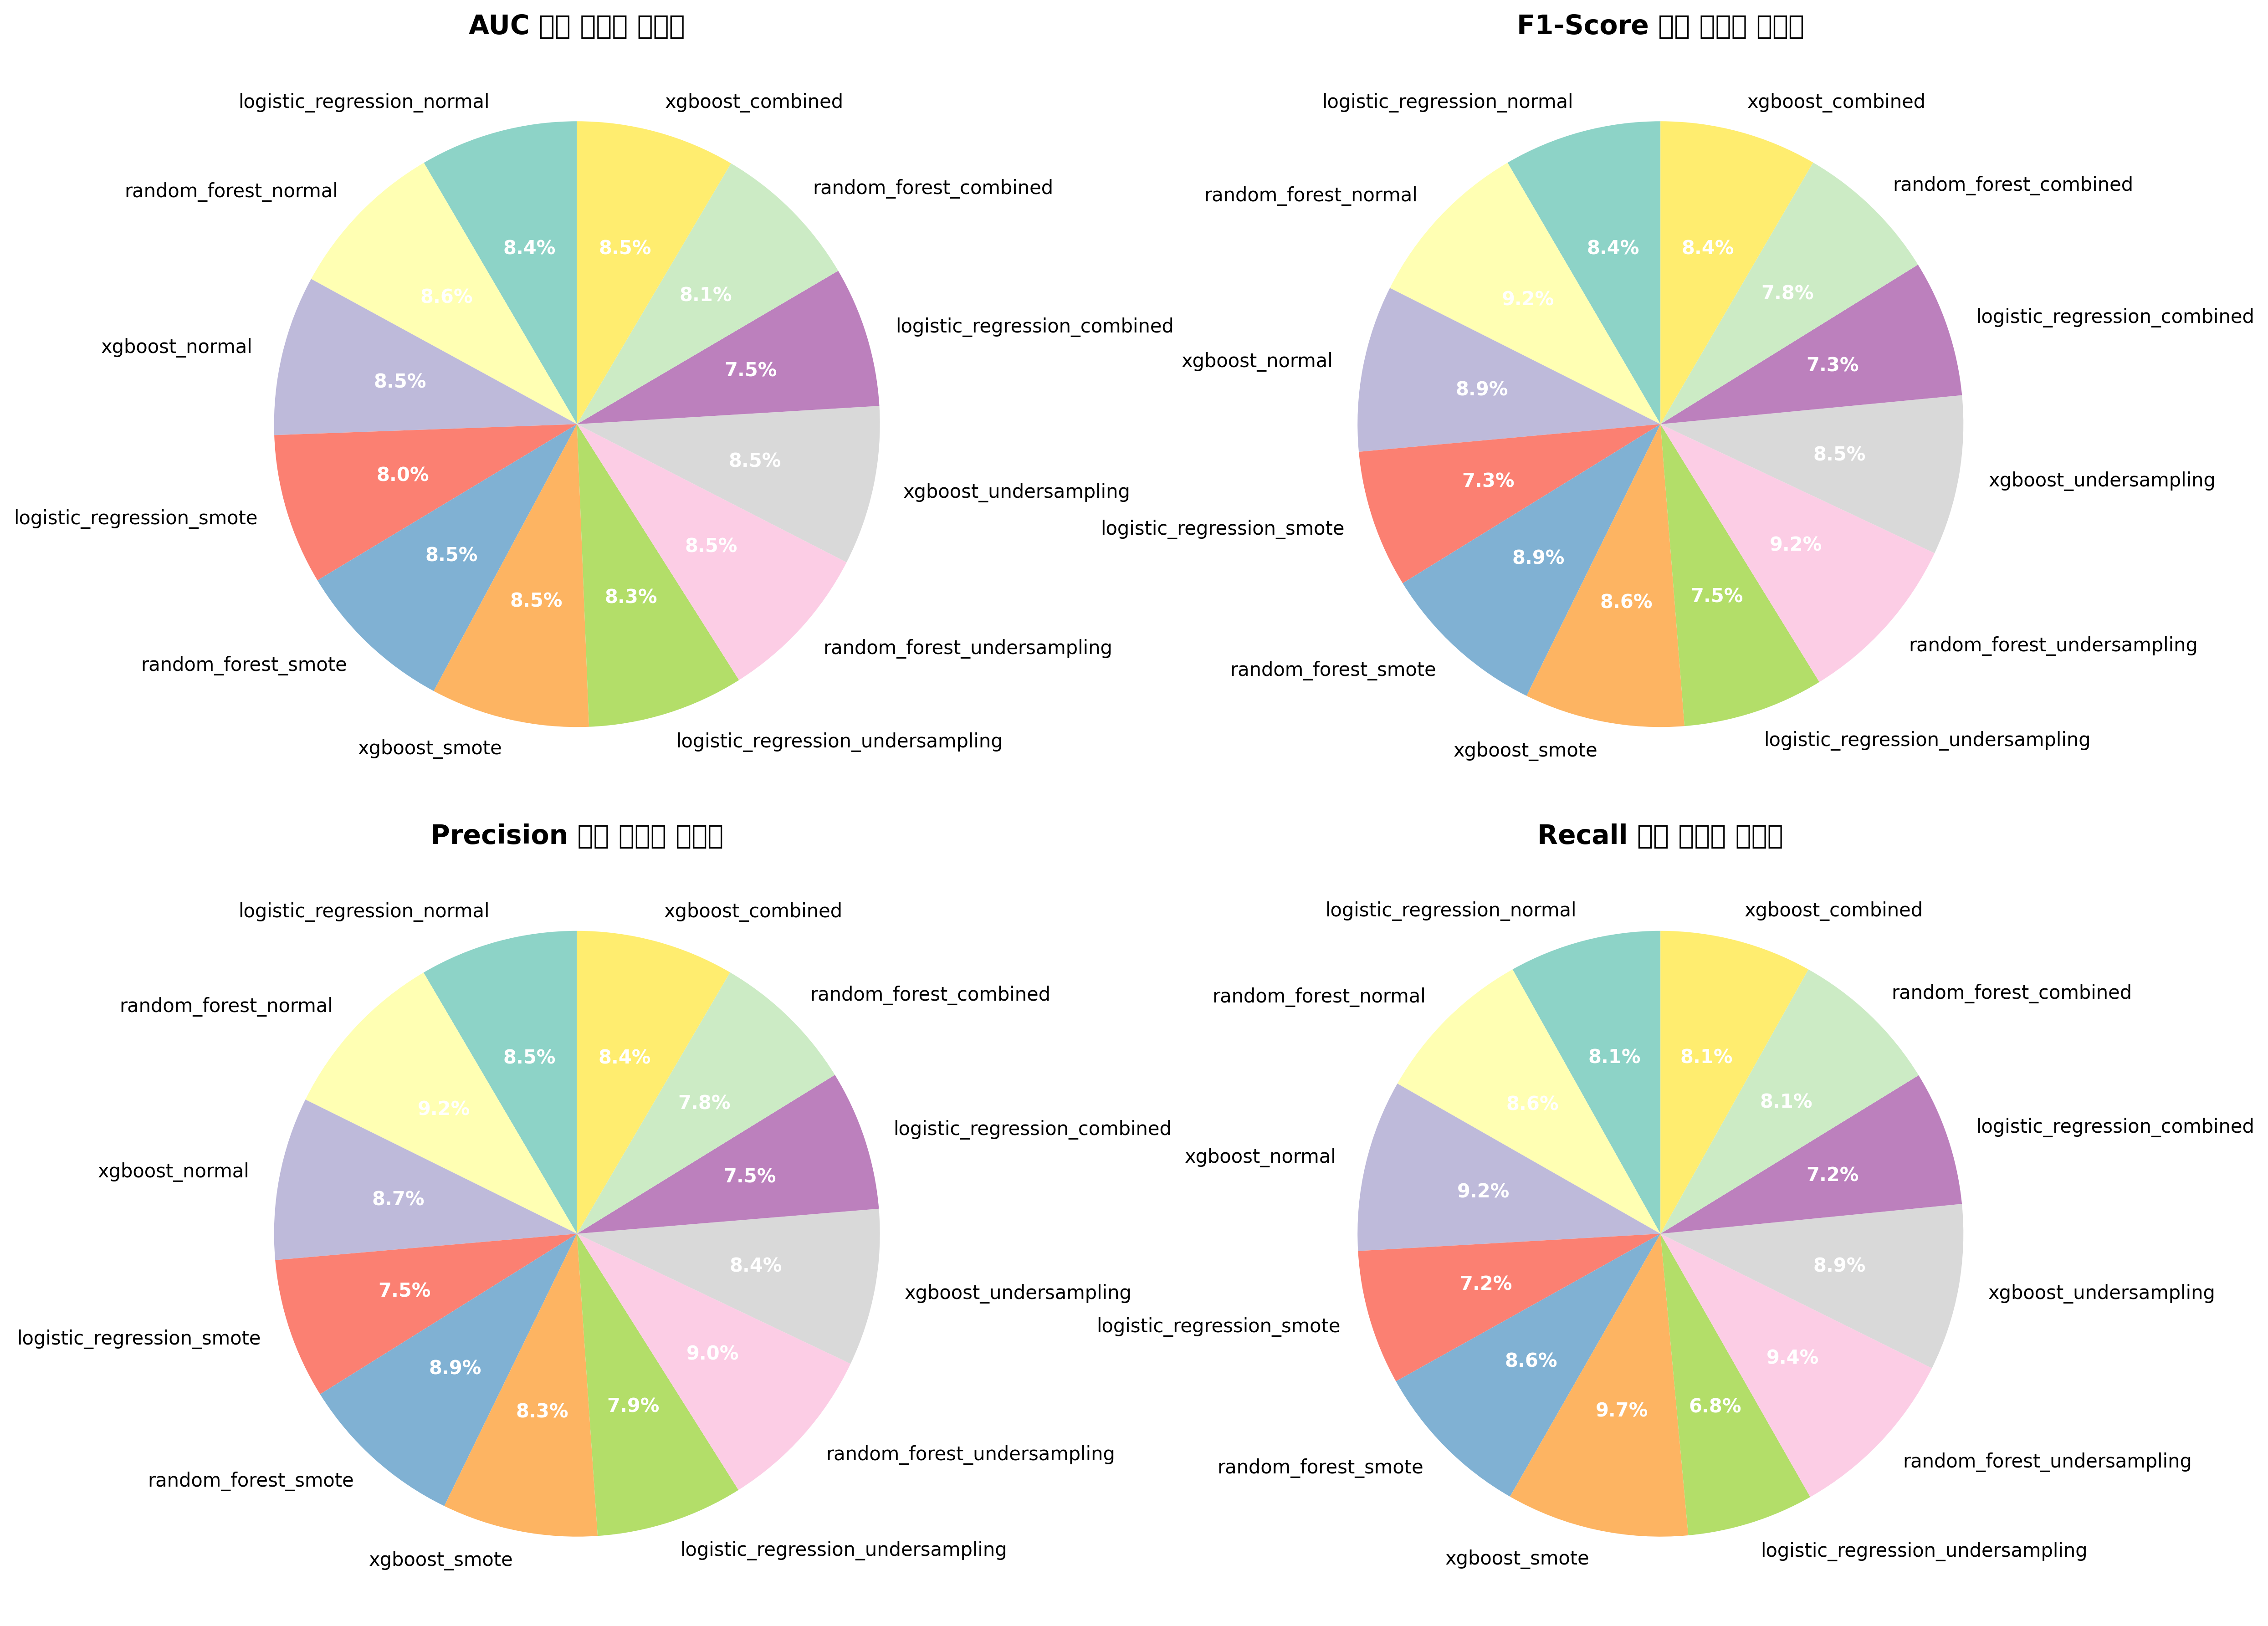 AUC
logistic_regression_normal
xgboost_combined
random_forest_normal
random_forest_combined
xgboost_normal
logistic_regression_combined
logistic_regression_smote
xgboost_undersampling
random_forest_smote
random_forest_undersampling
xgboost_smote
logistic_regression_undersampling
8.4%
8.5%
8.6%
8.1%
8.5%
7.5%
8.0%
8.5%
8.5%
8.5%
8.5%
8.3%
F1-Score
logistic_regression_normal
xgboost_combined
random_forest_normal
random_forest_combined
xgboost_normal
logistic_regression_combined
logistic_regression_smote
xgboost_undersampling
random_forest_smote
random_forest_undersampling
xgboost_smote
logistic_regression_undersampling
8.4%
8.4%
9.2%
7.8%
8.9%
7.3%
7.3%
8.5%
8.9%
9.2%
8.6%
7.5%
Precision
logistic_regression_normal
xgboost_combined
random_forest_normal
random_forest_combined
xgboost_normal
logistic_regression_combined
logistic_regression_smote
xgboost_undersampling
random_forest_smote
random_forest_undersampling
xgboost_smote
logistic_regression_undersampling
8.5%
8.4%
9.2%
7.8%
8.7%
7.5%
7.5%
8.4%
8.9%
9.0%
8.3%
7.9%
Recall
logistic_regression_normal
xgboost_combined
random_forest_normal
random_forest_combined
xgboost_normal
logistic_regression_combined
logistic_regression_smote
xgboost_undersampling
random_forest_smote
random_forest_undersampling
xgboost_smote
logistic_regression_undersampling
8.1%
8.1%
8.6%
8.1%
9.2%
7.2%
7.2%
8.9%
8.6%
9.4%
9.7%
6.8%